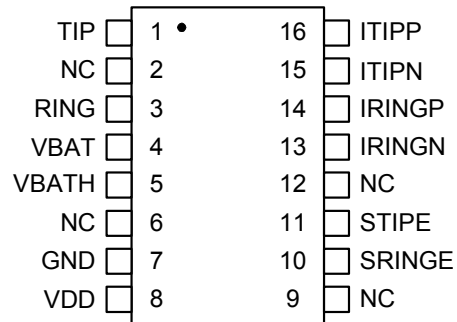 TIP 1 16 ITIPP
NC 2 15 ITIPN
RING 3 14 IRINGP
VBAT 4 13 IRINGN
VBATH 5 12 NC
NC 6 11 STIPE
GND 7 10 SRINGE
VDD 8 9 NC